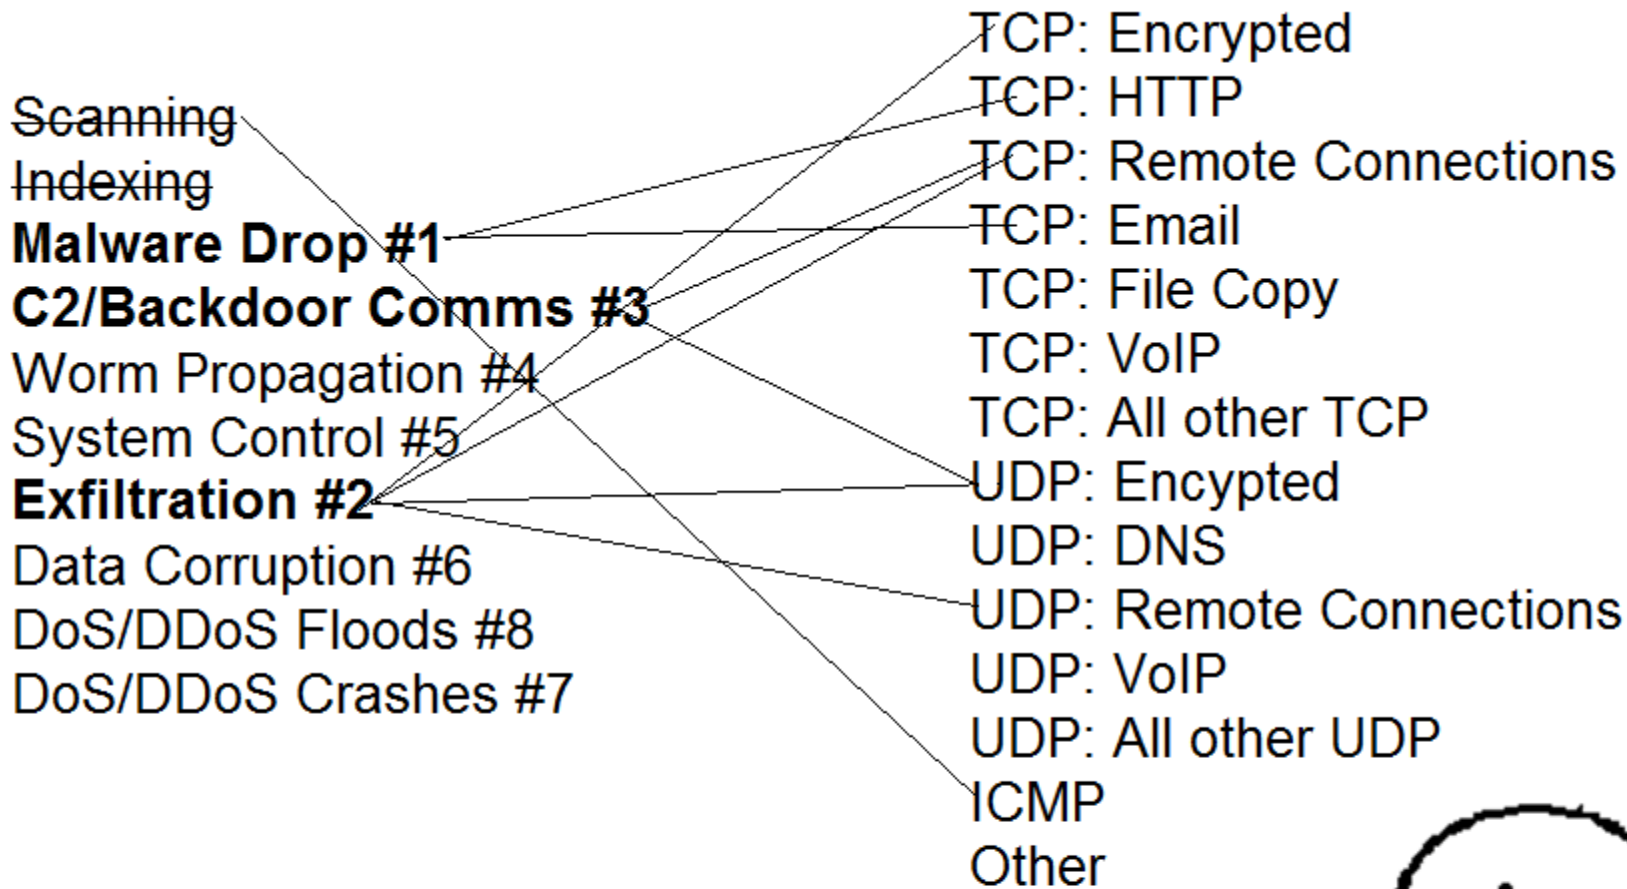 Scanning
Indexing
Malware Drop #1
C2/Backdoor Comms #3
Worm Propagation #4
System Control #5
Exfiltration #2
Data Corruption #6
DoS/DDoS Floods #8
DoS/DDoS Crashes #7
TCP: Encrypted
TCP: HTTP
TCP: Remote Connections
TCP: Email
TCP: File Copy
TCP: VoIP
TCP: All other TCP
UDP: Encypted
UDP: DNS
UDP: Remote Connections
UDP: VoIP
UDP: All other UDP
ICMP
Other